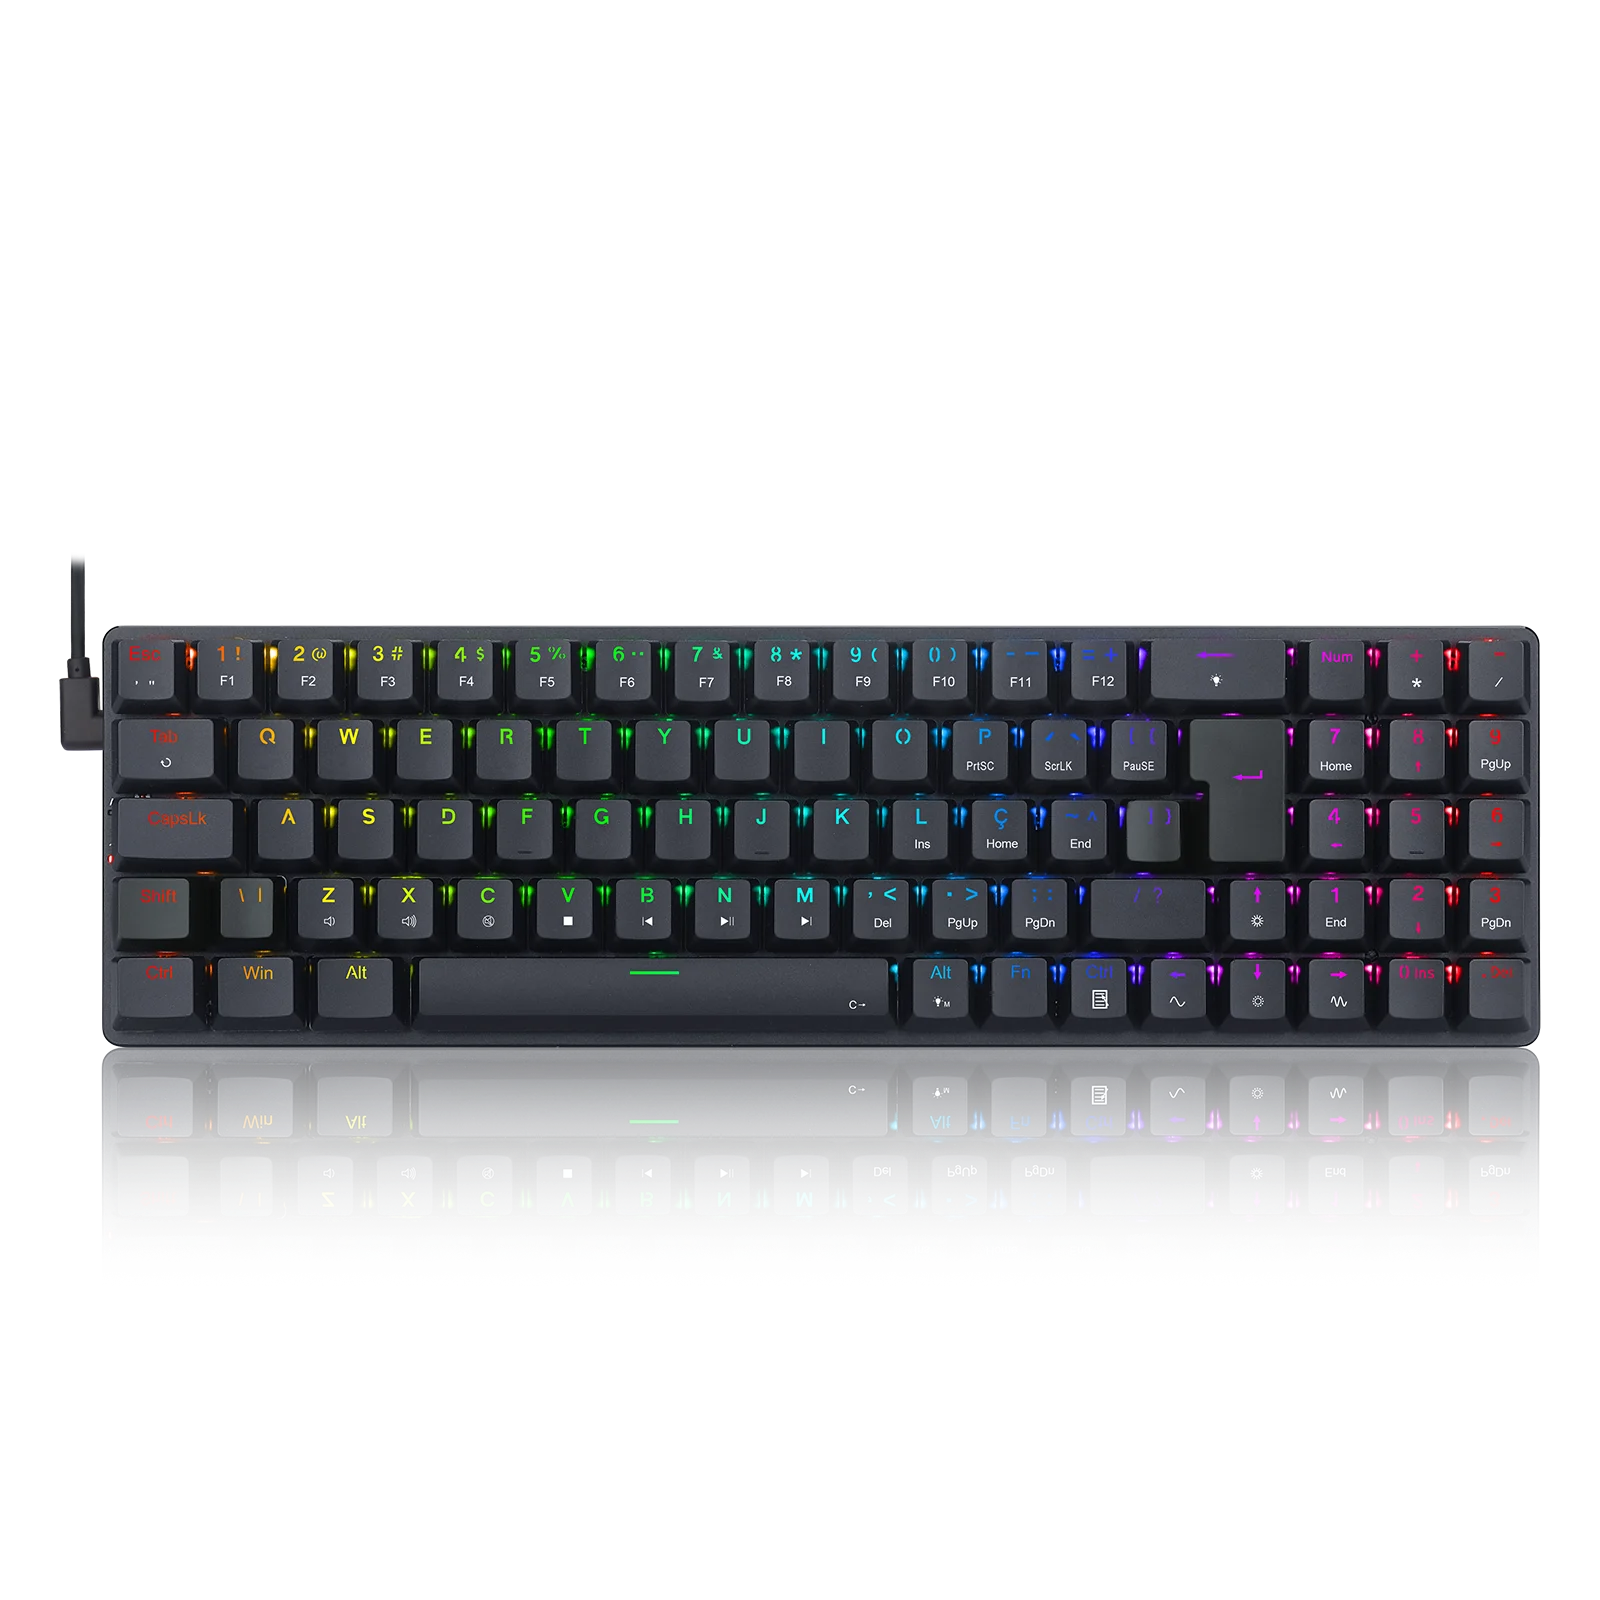 Esc 1 ! 2 @ 3 # 4 $ 5 % 6 ¨ 7 & 8 * 9 ( 0 ) - – = + ← Num + -
' " F1 F2 F3 F4 F5 F6 F7 F8 F9 F10 F11 F12 * /
Tab Q W E R T Y U I O P ´ ` [ { 7 8 9
PrtSC ScrLK PauSE Home ↑ PgUp
CapsLk A S D F G H J K L Ç ~ ^ ] } 4 5 6
Ins Home End ← →
Shift \ | Z X C V B N M , < . > ; : / ? ↑ 1 2 3
Del PgUp PgDn End ↓ PgDn
Ctrl Win Alt Alt Fn Ctrl ← ↓ → 0 Ins . Del
C→ M